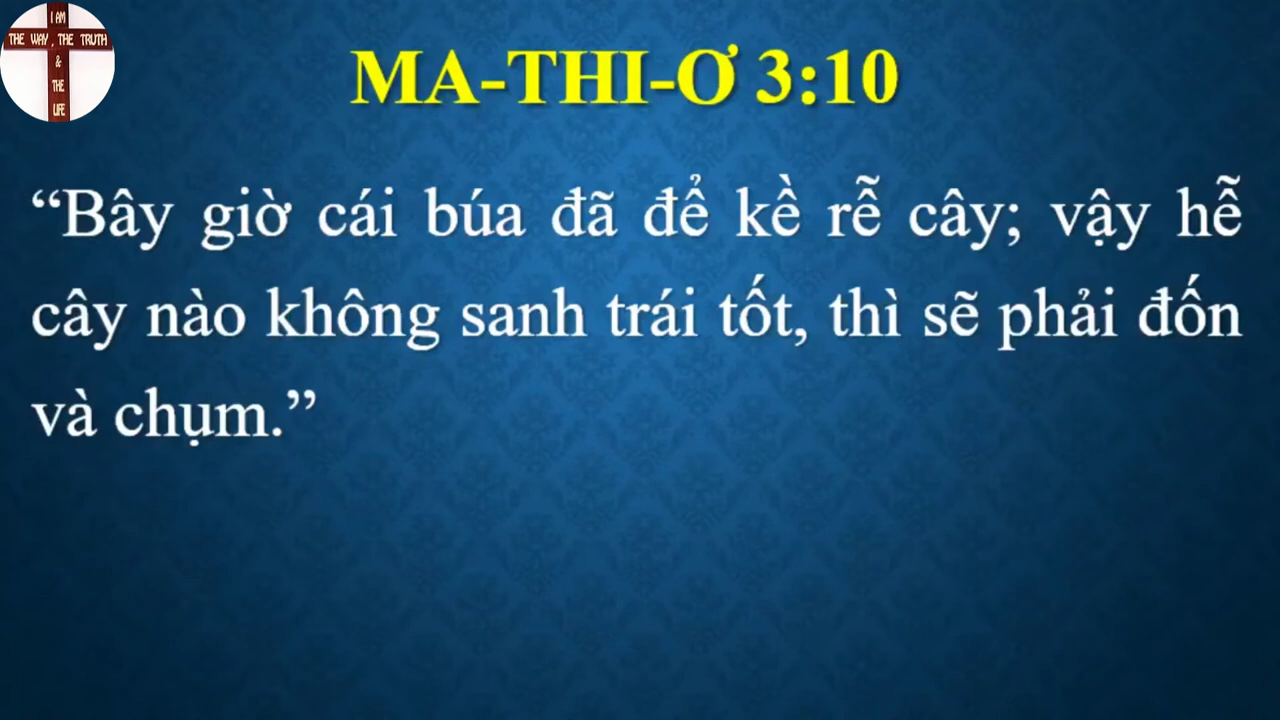 I AM
THE WAY, THE TRUTH
&
THE
LIFE
MA-THI-Ơ 3:10
“Bây giờ cái búa đã để kề rễ cây; vậy hễ
cây nào không sanh trái tốt, thì sẽ phải đốn
và chụm.”